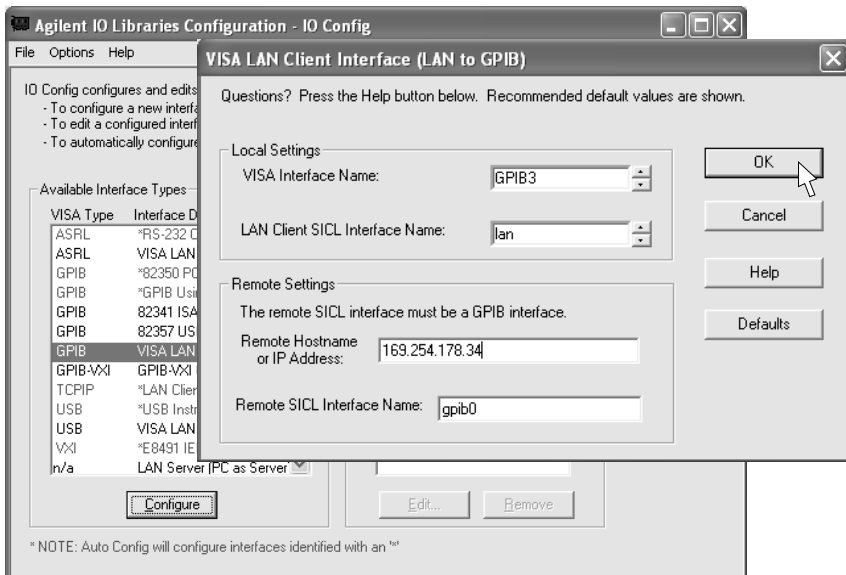 Agilent IO Libraries Configuration - IO Config
File Options Help
IO Config configures and edits
- To configure a new interfa
- To edit a configured interf
- To automatically configure
Available Interface Types
VISA Type Interface D
ASRL *RS-232 C
ASRL VISA LAN
GPIB *82350 PC
GPIB *GPIB Usi
GPIB 82341 ISA
GPIB 82357 US
GPIB VISA LAN
GPIB-VXI GPIB-VXI
TCPIP *LAN Clier
USB *USB Instr
USB VISA LAN
VXI *E8491 IE
n/a LAN Server (PC as Server
Configure
Edit... Remove
* NOTE: Auto Config will configure interfaces identified with an '*'
VISA LAN Client Interface (LAN to GPIB)
Questions? Press the Help button below. Recommended default values are shown.
Local Settings
VISA Interface Name: GPIB3
LAN Client SICL Interface Name: lan
Remote Settings
The remote SICL interface must be a GPIB interface.
Remote Hostname
or IP Address: 169.254.178.34
Remote SICL Interface Name: gpib0
OK
Cancel
Help
Defaults